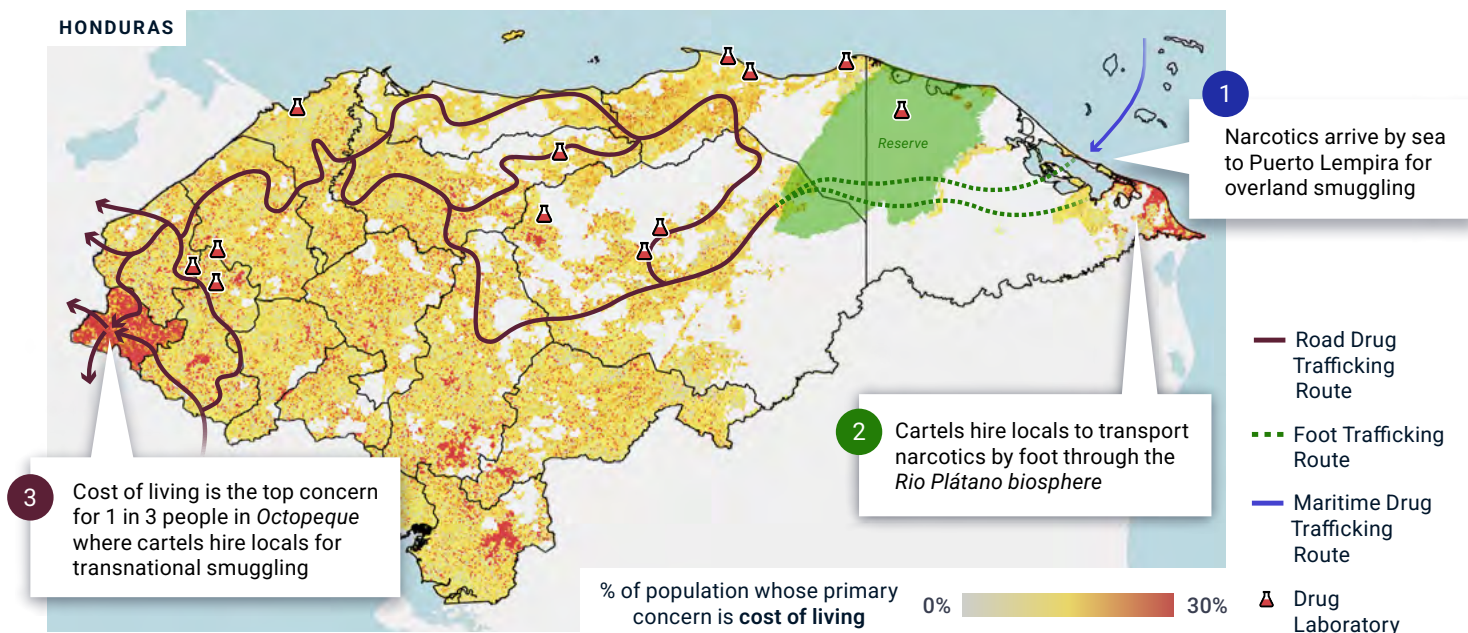 HONDURAS
Reserve
1
Narcotics arrive by sea
to Puerto Lempira for
overland smuggling
2
Cartels hire locals to transport
narcotics by foot through the
Rio Plátano biosphere
3
Cost of living is the top concern
for 1 in 3 people in Octopeque
where cartels hire locals for
transnational smuggling
Road Drug
Trafficking
Route
Foot Trafficking
Route
Maritime Drug
Trafficking
Route
Drug
Laboratory
% of population whose primary
concern is cost of living
0%
30%